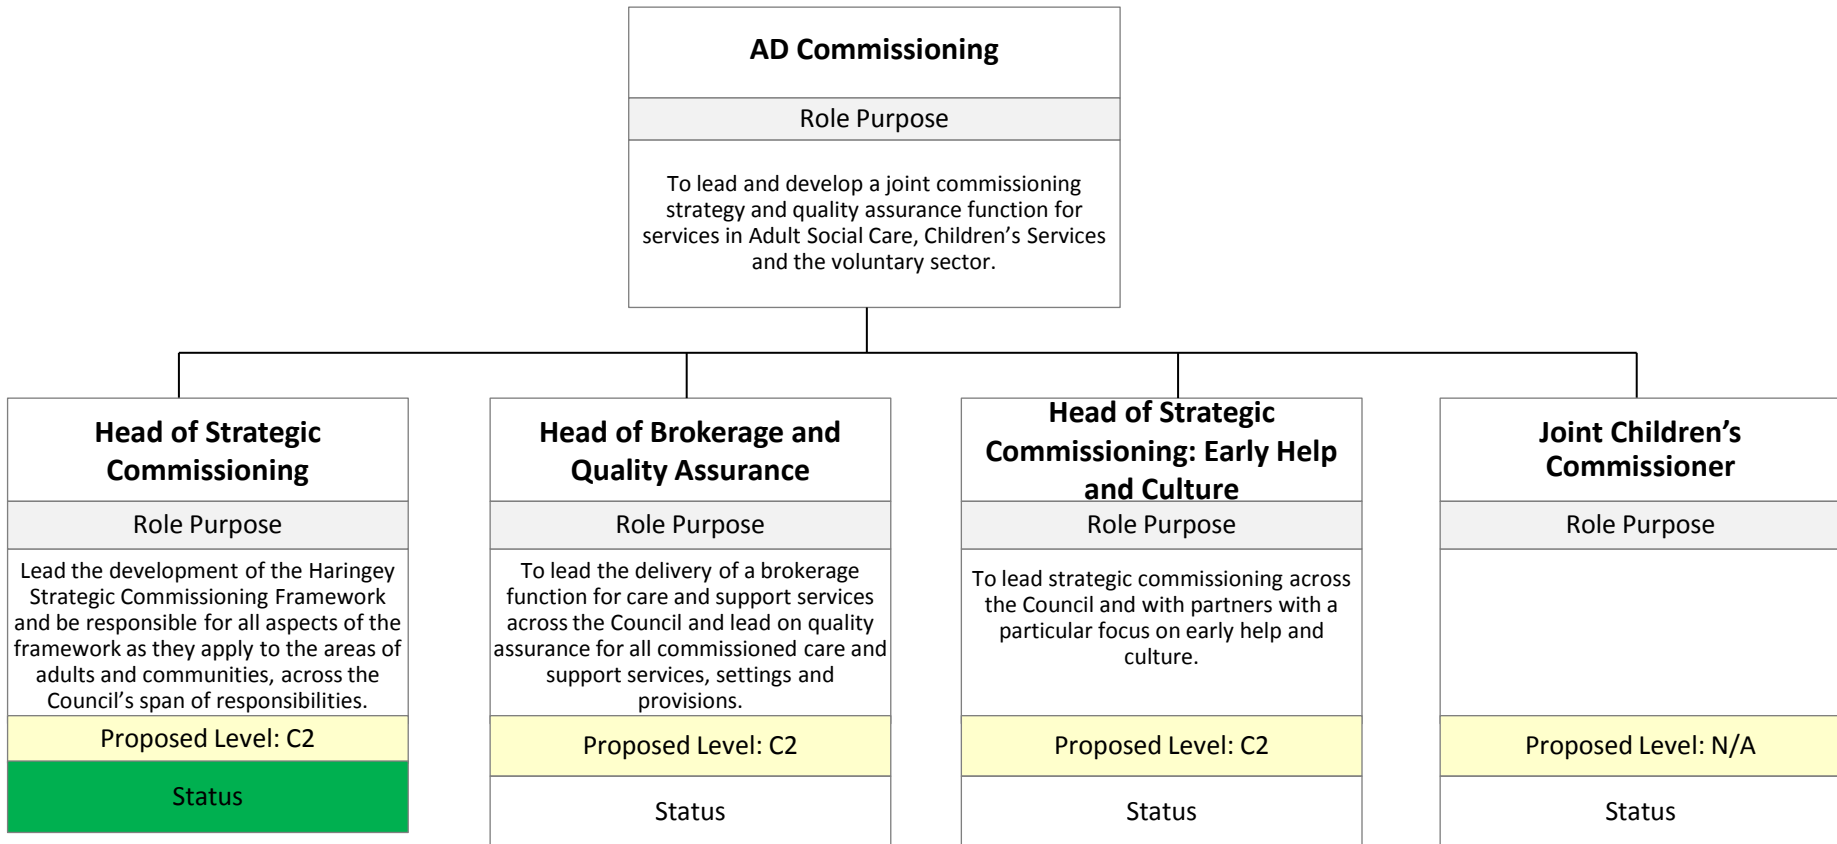 AD Commissioning
Role Purpose
To lead and develop a joint commissioning
strategy and quality assurance function for
services in Adult Social Care, Children’s Services
and the voluntary sector.
Head of Strategic
Commissioning
Role Purpose
Lead the development of the Haringey
Strategic Commissioning Framework
and be responsible for all aspects of the
framework as they apply to the areas of
adults and communities, across the
Council’s span of responsibilities.
Proposed Level: C2
Status
Head of Brokerage and
Quality Assurance
Role Purpose
To lead the delivery of a brokerage
function for care and support services
across the Council and lead on quality
assurance for all commissioned care and
support services, settings and
provisions.
Proposed Level: C2
Status
Head of Strategic
Commissioning: Early Help
and Culture
Role Purpose
To lead strategic commissioning across
the Council and with partners with a
particular focus on early help and
culture.
Proposed Level: C2
Status
Joint Children’s
Commissioner
Role Purpose
Proposed Level: N/A
Status